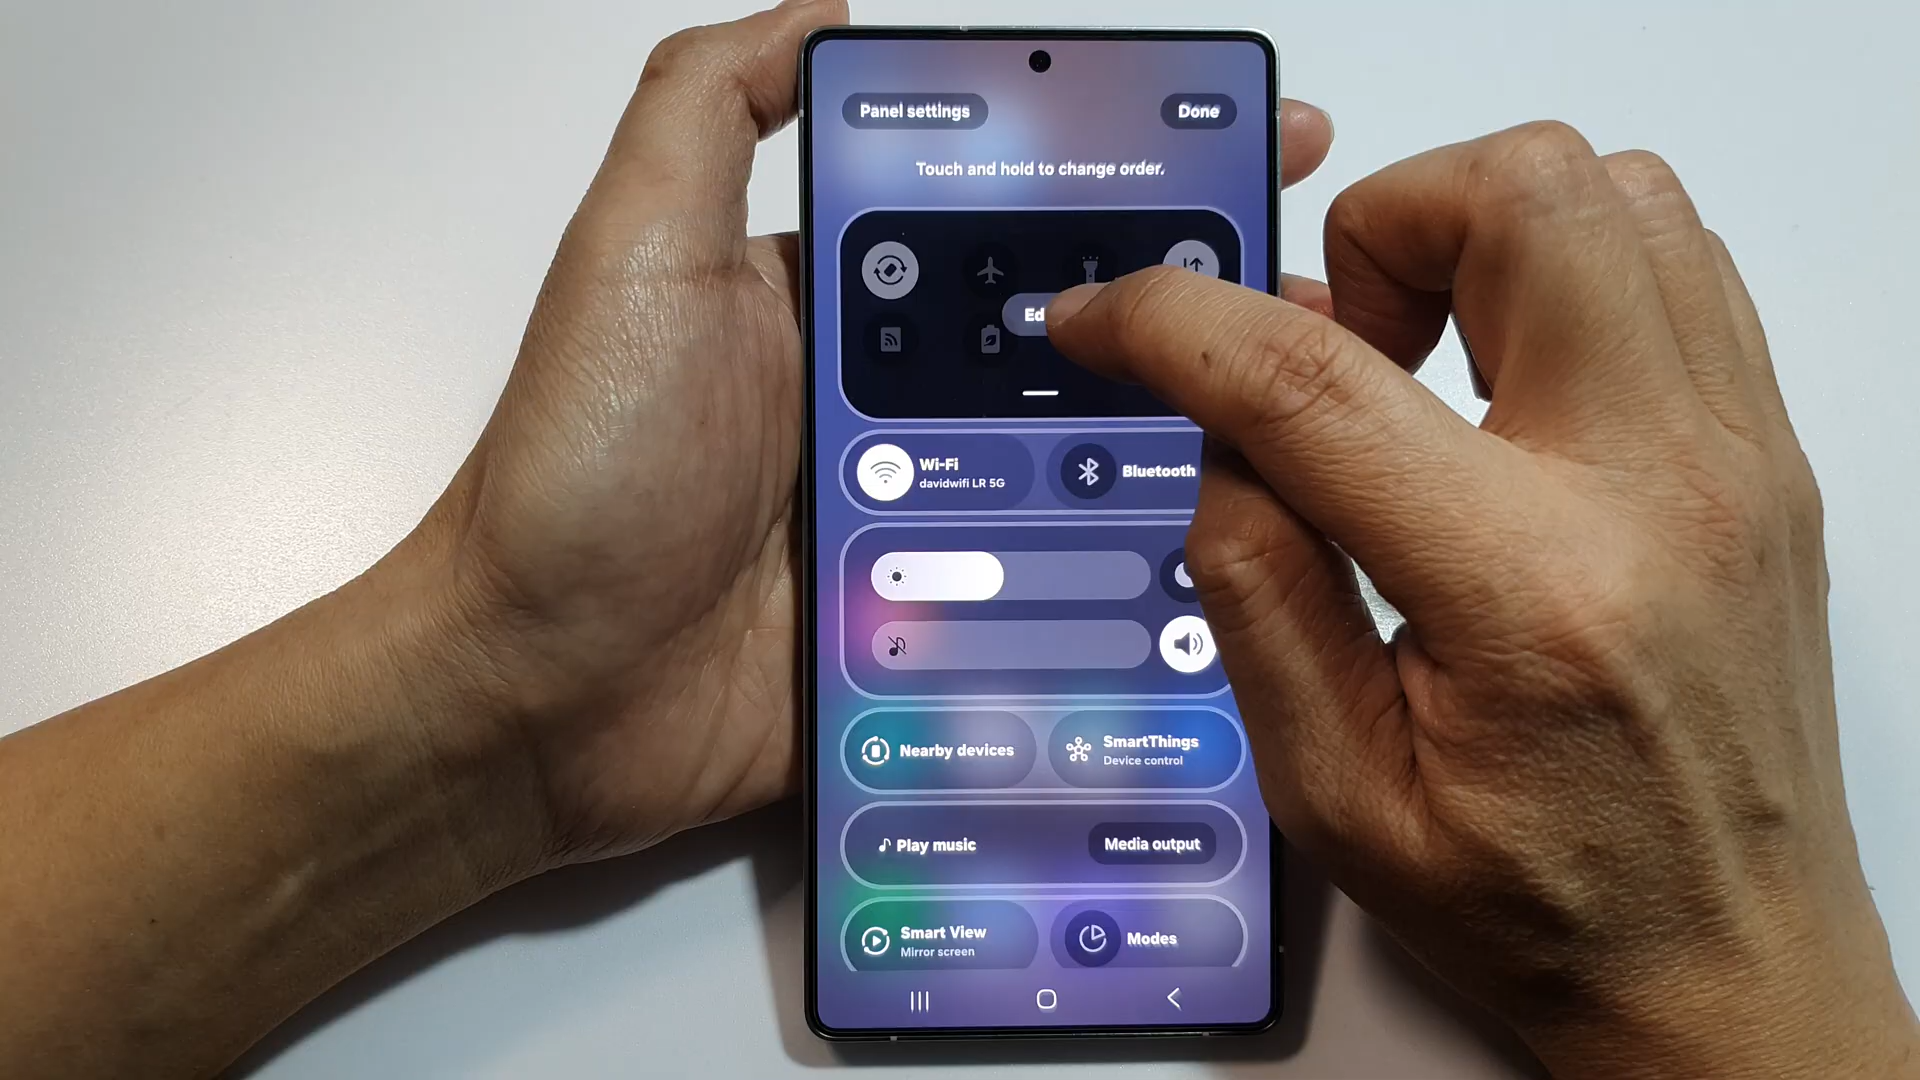 Panel settings
Done
Touch and hold to change order.
Wi-Fi
davidwifi LR 5G
Bluetooth
Nearby devices
SmartThings
Device control
Play music
Media output
Smart View
Mirror screen
Modes